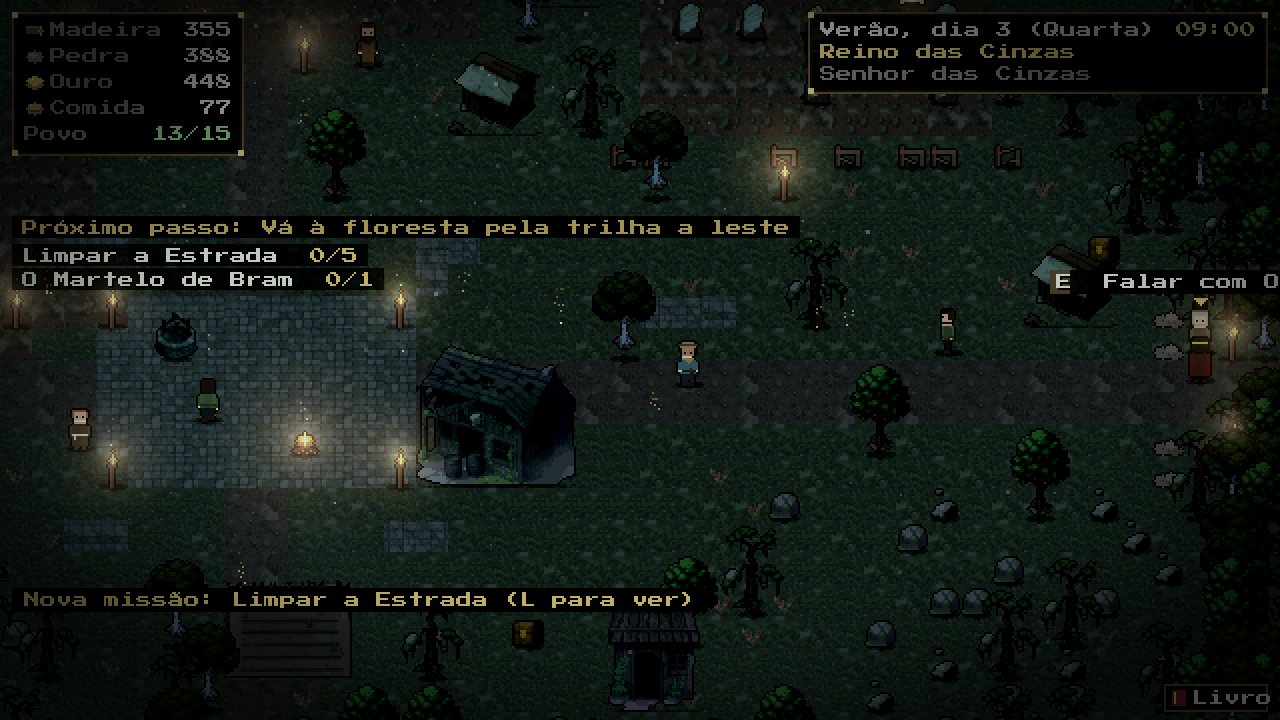 Madeira 355
Pedra 388
Ouro 448
Comida 77
Povo 13/15
Verão, dia 3 (Quarta) 09:00
Reino das Cinzas
Senhor das Cinzas
Próximo passo: Vá à floresta pela trilha a leste
Limpar a Estrada 0/5
O Martelo de Bram 0/1
E Falar com O
Nova missão: Limpar a Estrada (L para ver)
Livro